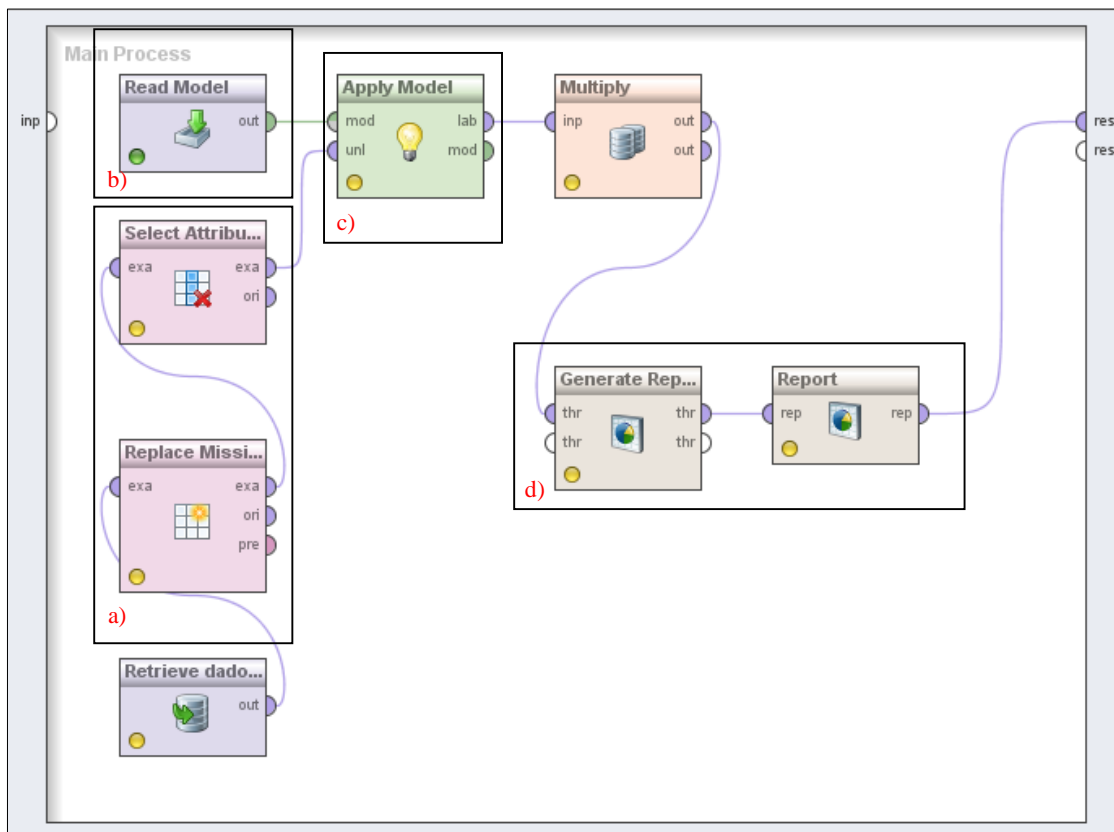 Main Process
Read Model
out
b)
Apply Model
mod lab
unl mod
c)
Multiply
inp out
out
inp
res
res
Select Attribu...
exa exa
ori
Replace Missi...
exa exa
ori
pre
a)
Retrieve dado...
out
Generate Rep...
thr thr
thr thr
d)
Report
rep rep